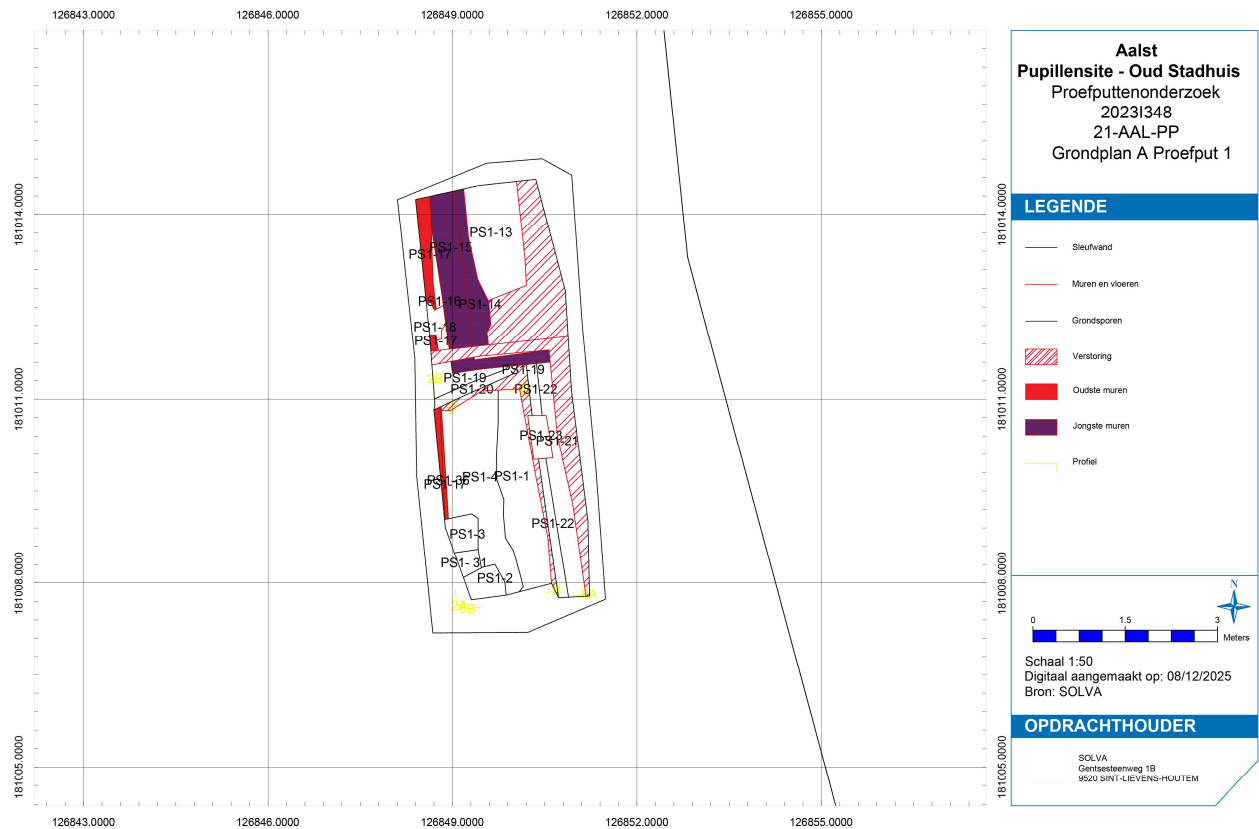 126843.0000 126846.0000 126849.0000 126852.0000 126855.0000
181014.0000
181011.0000
181008.0000
181005.0000
PS1-13
PS1-15
PS1-17
PS1-16
PS1-14
PS1-18
PS1-17
PS1-19
2B
PS1-19
PS1-20
PS1-22
PS1-23
PS1-21
PS1-4
PS1-1
PS1-17
PS1-22
PS1-3
PS1-31
PS1-2
2A
6B
6A
181014.0000
181011.0000
181008.0000
181005.0000
126843.0000 126846.0000 126849.0000 126852.0000 126855.0000
Aalst
Pupillensite - Oud Stadhuis
Proefputtenonderzoek
2023I348
21-AAL-PP
Grondplan A Proefput 1
LEGENDE
Sleufwand
Muren en vloeren
Grondsporen
Verstoring
Oudste muren
Jongste muren
Profiel
N
0 1.5 3
Meters
Schaal 1:50
Digitaal aangemaakt op: 08/12/2025
Bron: SOLVA
OPDRACHTHOUDER
SOLVA
Gentsesteenweg 1B
9520 SINT-LIEVENS-HOUTEM